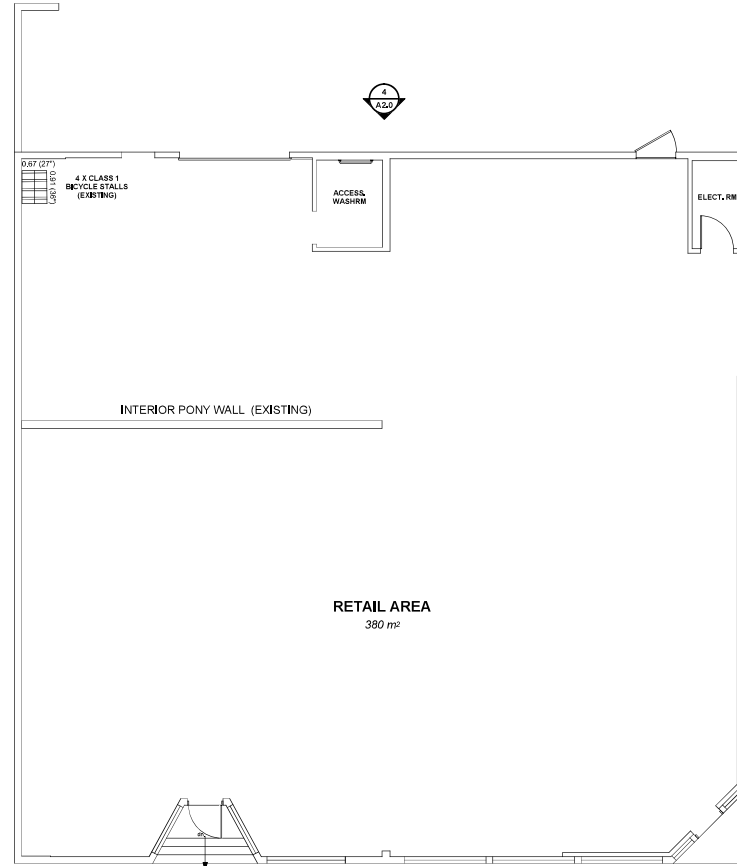 4
A2.0
0,67 (27")
0,91 (36")
4 X CLASS 1
BICYCLE STALLS
(EXISTING)
ACCESS.
WASHRM
ELECT. RM
INTERIOR PONY WALL (EXISTING)
RETAIL AREA
380 m²